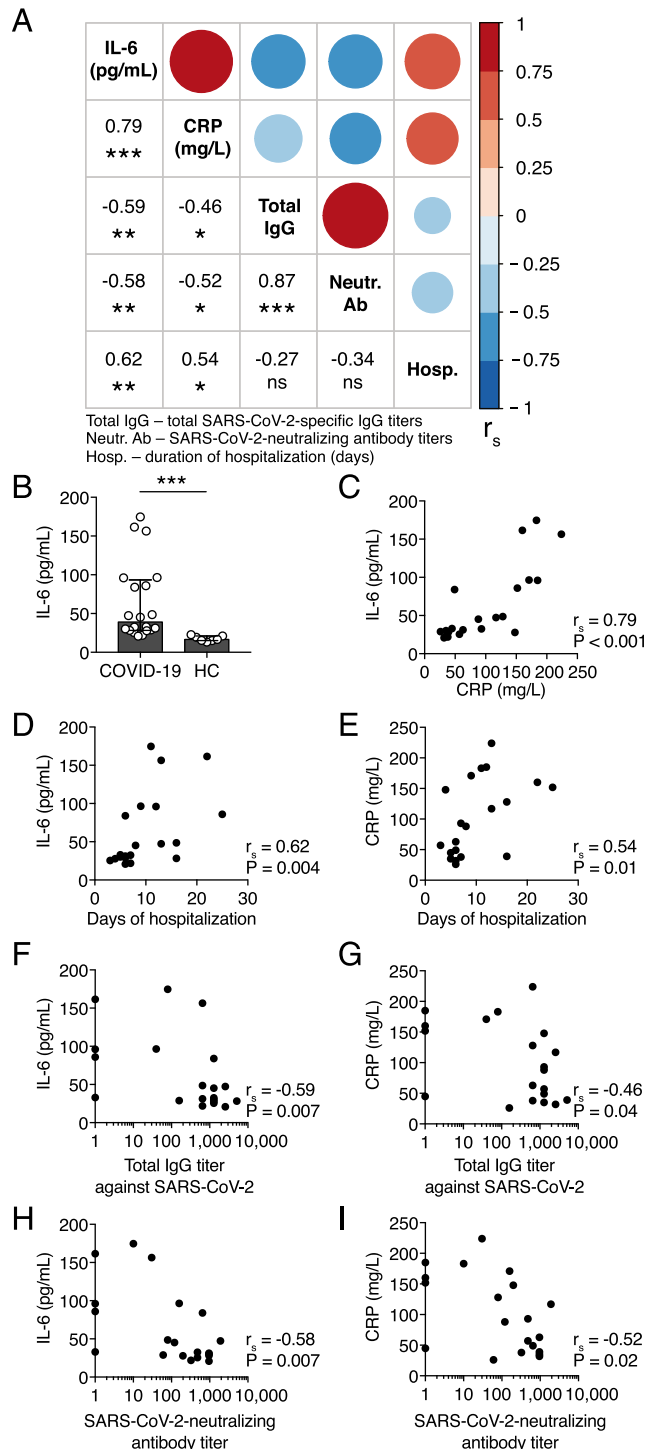 A
IL-6
(pg/mL)
0.79
***
CRP
(mg/L)
-0.59
**
-0.46
*
Total
IgG
-0.58
**
-0.52
*
0.87
***
Neutr.
Ab
0.62
**
0.54
*
-0.27
ns
-0.34
ns
Hosp.
1
0.75
0.5
0.25
0
−0.25
−0.5
−0.75
−1
rs
Total IgG – total SARS-CoV-2-specific IgG titers
Neutr. Ab – SARS-CoV-2-neutralizing antibody titers
Hosp. – duration of hospitalization (days)
B
***
IL-6 (pg/mL)
200
150
100
50
0
COVID-19 HC
C
IL-6 (pg/mL)
200
150
100
50
0
rs = 0.79
P < 0.001
0 50 100 150 200 250
CRP (mg/L)
D
IL-6 (pg/mL)
200
150
100
50
0
rs = 0.62
P = 0.004
0 10 20 30
Days of hospitalization
E
CRP (mg/L)
250
200
150
100
50
0
rs = 0.54
P = 0.01
0 10 20 30
Days of hospitalization
F
IL-6 (pg/mL)
200
150
100
50
0
rs = -0.59
P = 0.007
1 10 100 1,000 10,000
Total IgG titer
against SARS-CoV-2
G
CRP (mg/L)
250
200
150
100
50
0
rs = -0.46
P = 0.04
1 10 100 1,000 10,000
Total IgG titer
against SARS-CoV-2
H
IL-6 (pg/mL)
200
150
100
50
0
rs = -0.58
P = 0.007
1 10 100 1,000 10,000
SARS-CoV-2-neutralizing
antibody titer
I
CRP (mg/L)
250
200
150
100
50
0
rs = -0.52
P = 0.02
1 10 100 1,000 10,000
SARS-CoV-2-neutralizing
antibody titer